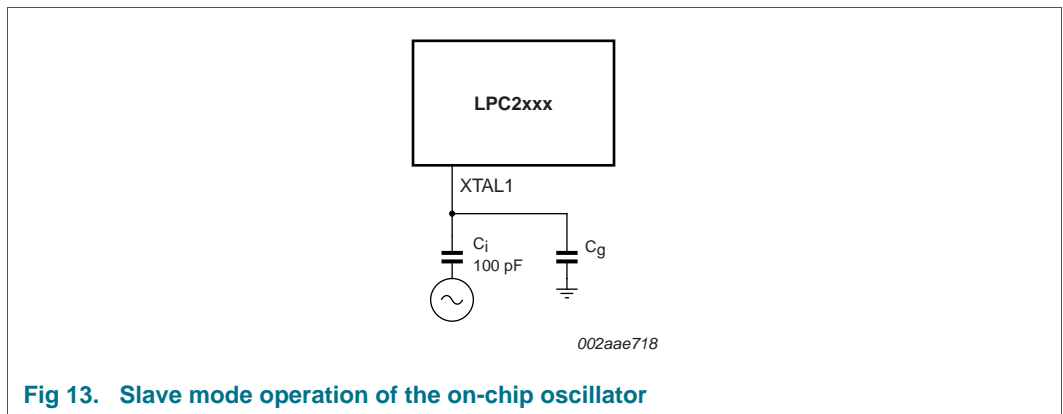 LPC2xxx
XTAL1
Ci
100 pF
Cg
002aae718
Fig 13. Slave mode operation of the on-chip oscillator